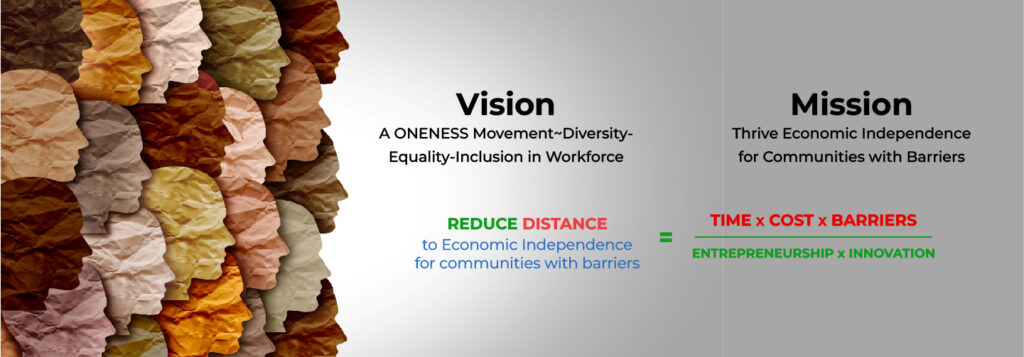 Vision
A ONENESS Movement~Diversity-
Equality-Inclusion in Workforce
Mission
Thrive Economic Independence
for Communities with Barriers
REDUCE DISTANCE
to Economic Independence
for communities with barriers
=
TIME x COST x BARRIERS
ENTREPRENEURSHIP x INNOVATION